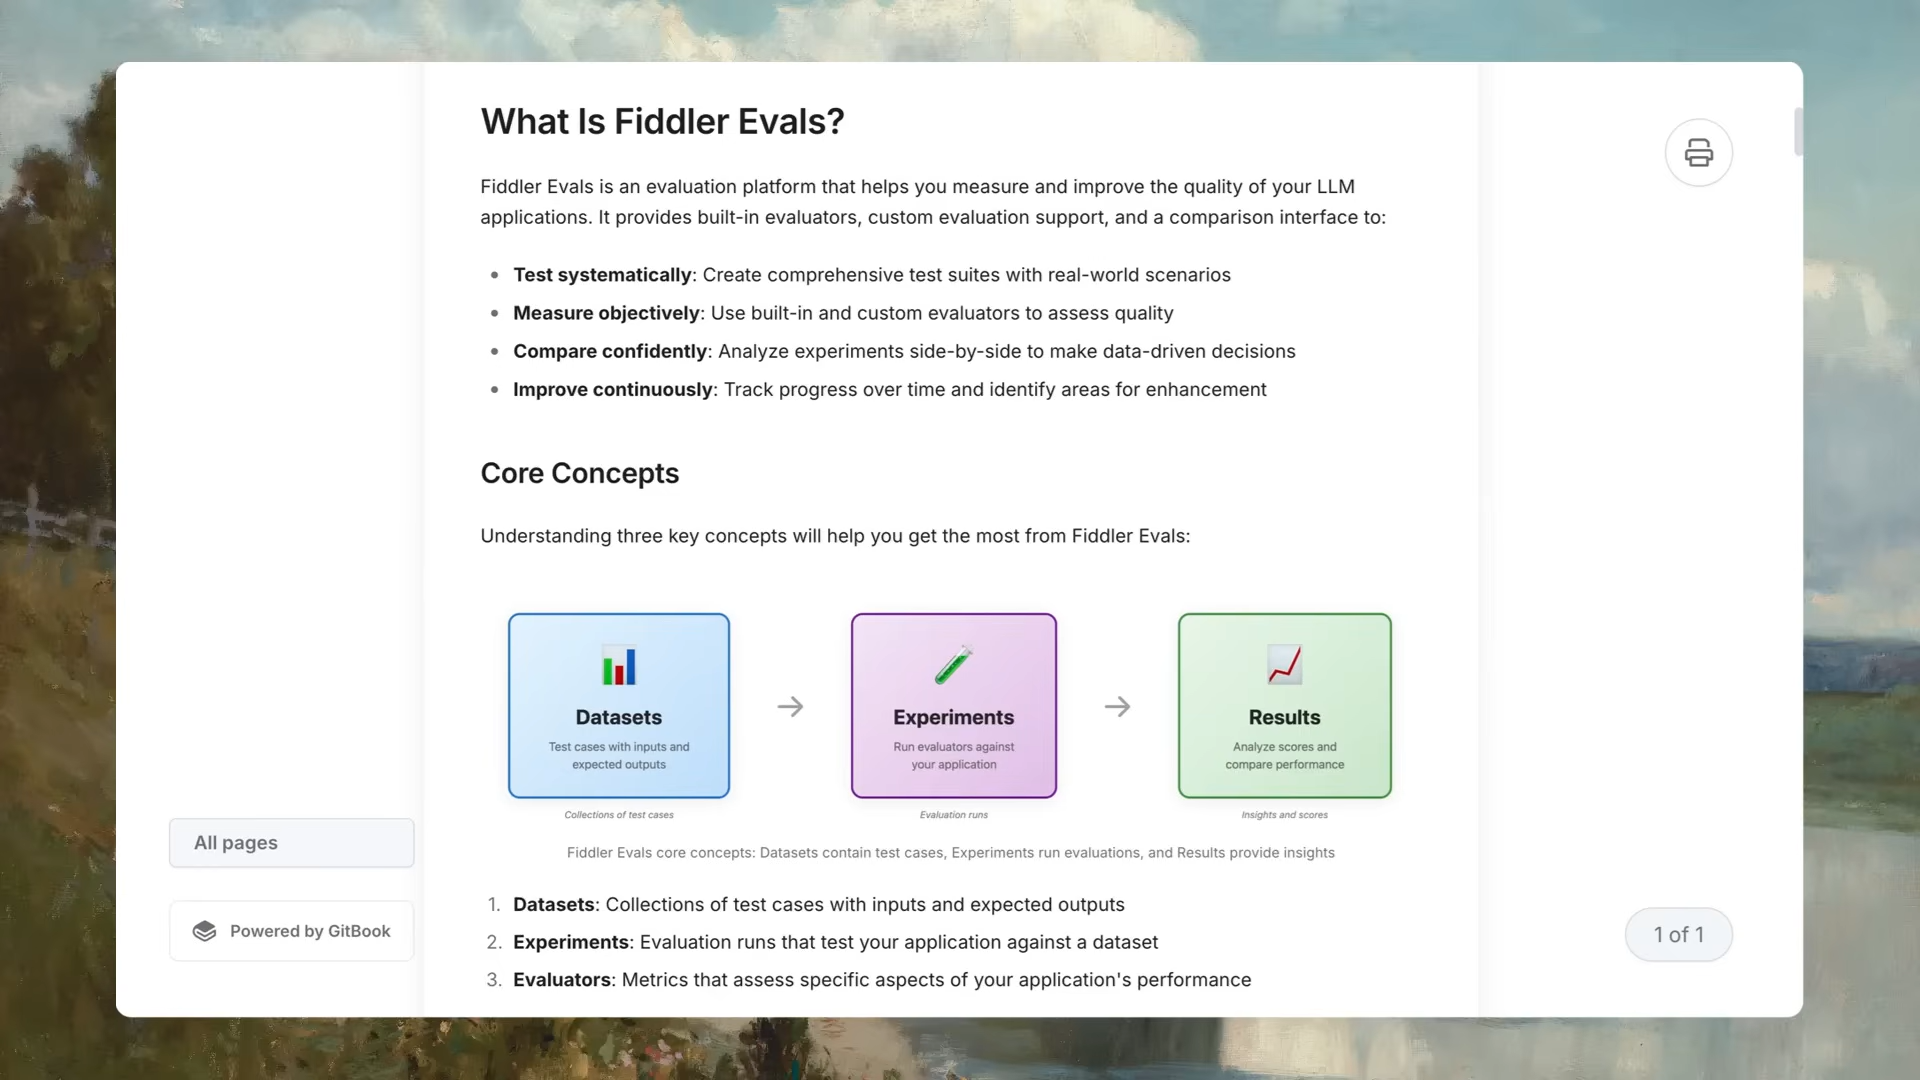 What Is Fiddler Evals?
Fiddler Evals is an evaluation platform that helps you measure and improve the quality of your LLM
applications. It provides built-in evaluators, custom evaluation support, and a comparison interface to:
• Test systematically: Create comprehensive test suites with real-world scenarios
• Measure objectively: Use built-in and custom evaluators to assess quality
• Compare confidently: Analyze experiments side-by-side to make data-driven decisions
• Improve continuously: Track progress over time and identify areas for enhancement
Core Concepts
Understanding three key concepts will help you get the most from Fiddler Evals:
Datasets
Test cases with inputs and
expected outputs
Collections of test cases
Experiments
Run evaluators against
your application
Evaluation runs
Results
Analyze scores and
compare performance
Insights and scores
Fiddler Evals core concepts: Datasets contain test cases, Experiments run evaluations, and Results provide insights
1. Datasets: Collections of test cases with inputs and expected outputs
2. Experiments: Evaluation runs that test your application against a dataset
3. Evaluators: Metrics that assess specific aspects of your application's performance
All pages
Powered by GitBook
1 of 1